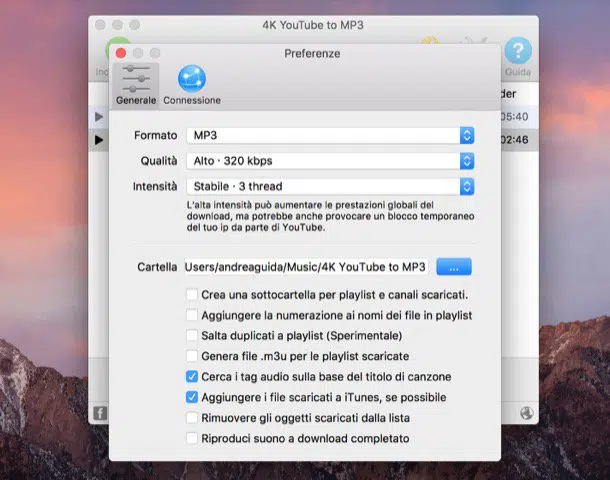 4K YouTube to MP3
Preferenze
Guida
Generale
Connessione
05:40
02:46
Formato MP3
Qualità Alto · 320 kbps
Intensità Stabile · 3 thread
L'alta intensità può aumentare le prestazioni globali del
download, ma potrebbe anche provocare un blocco temporaneo
del tuo ip da parte di YouTube.
Cartella Users/andreaguida/Music/4K YouTube to MP3 ...
Crea una sottocartella per playlist e canali scaricati.
Aggiungere la numerazione ai nomi dei file in playlist
Salta duplicati a playlist (Sperimentale)
Genera file .m3u per le playlist scaricate
Cerca i tag audio sulla base del titolo di canzone
Aggiungere i file scaricati a iTunes, se possibile
Rimuovere gli oggetti scaricati dalla lista
Riproduci suono a download completato